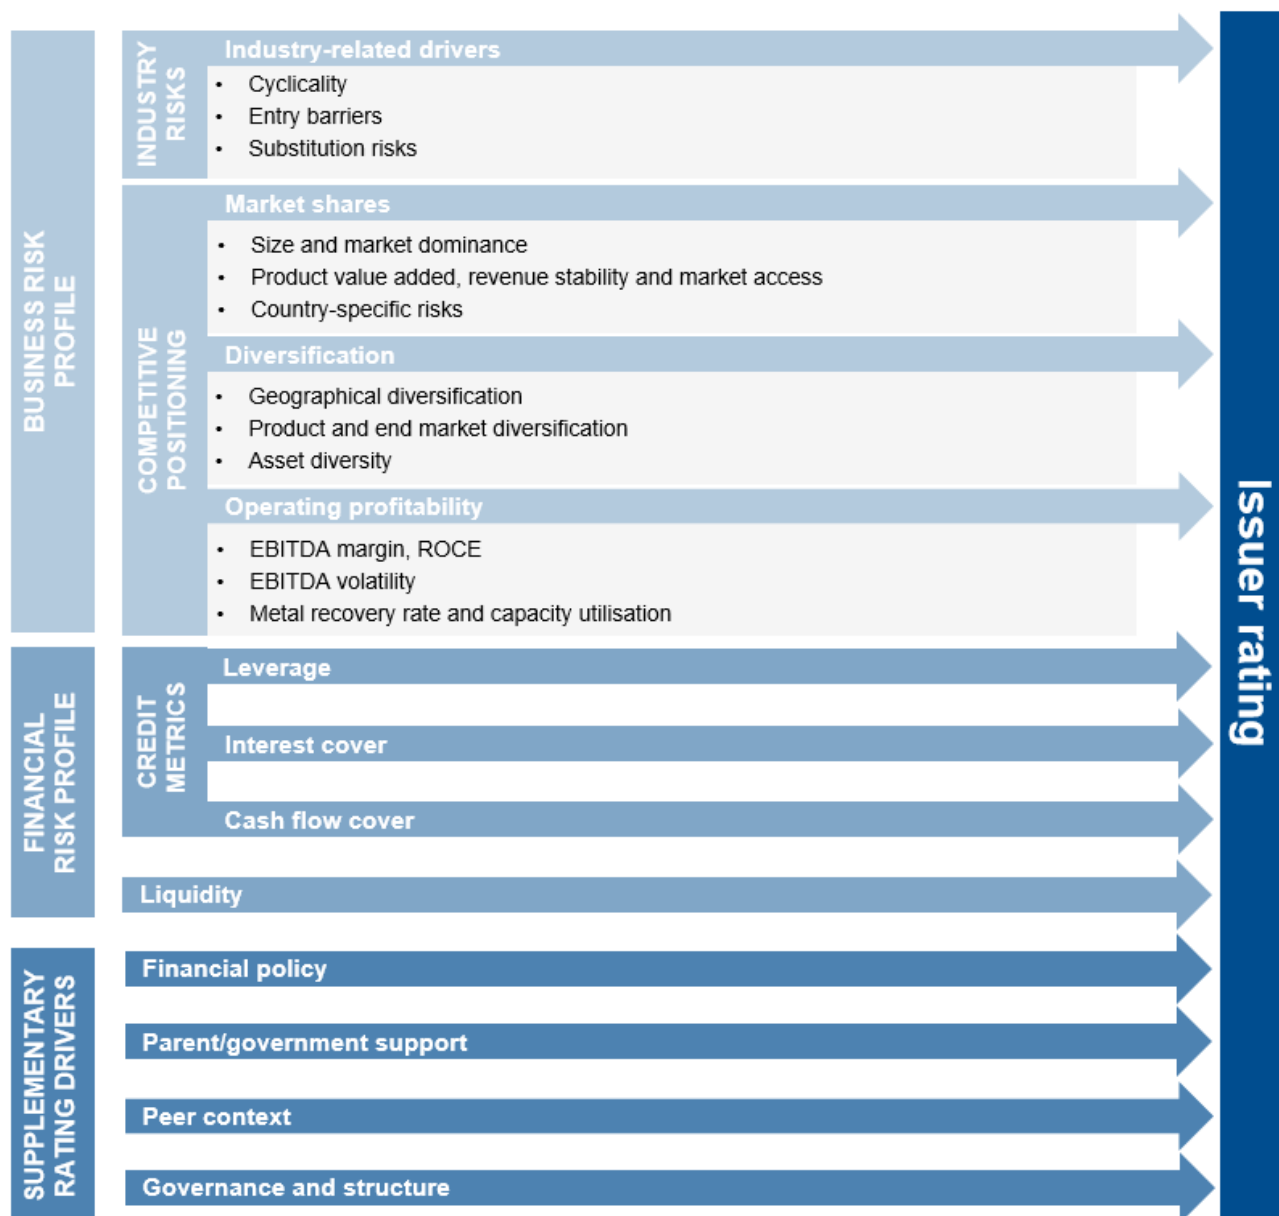 BUSINESS RISK
PROFILE
INDUSTRY
RISKS
Industry-related drivers
• Cyclicality
• Entry barriers
• Substitution risks
COMPETITIVE
POSITIONING
Market shares
• Size and market dominance
• Product value added, revenue stability and market access
• Country-specific risks
Diversification
• Geographical diversification
• Product and end market diversification
• Asset diversity
Operating profitability
• EBITDA margin, ROCE
• EBITDA volatility
• Metal recovery rate and capacity utilisation
FINANCIAL
RISK PROFILE
CREDIT
METRICS
Leverage
Interest cover
Cash flow cover
Liquidity
SUPPLEMENTARY
RATING DRIVERS
Financial policy
Parent/government support
Peer context
Governance and structure
Issuer rating